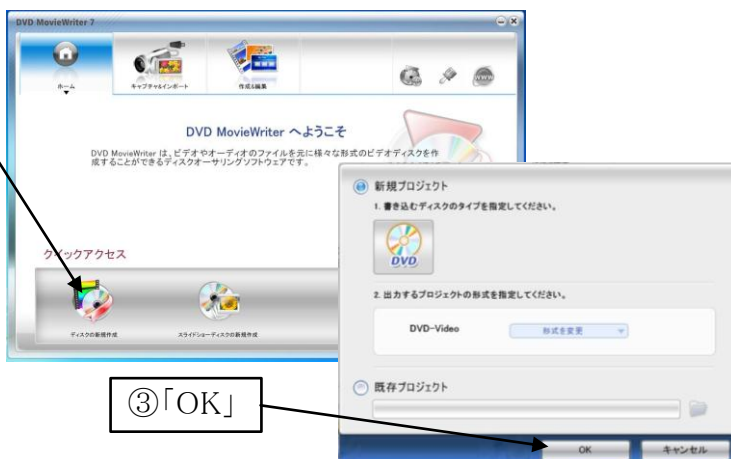 DVD MovieWriter 7
ホーム
キャプチャ&インポート
作成&編集
DVD MovieWriter へようこそ
DVD MovieWriter は、ビデオやオーディオのファイルを元に様々な形式のビデオディスクを作
成することができるディスクオーサリングソフトウェアです。
クイックアクセス
ディスクの新規作成
スライドショーディスクの新規作成
新規プロジェクト
1. 書き込むディスクのタイプを指定してください。
DVD
2. 出力するプロジェクトの形式を指定してください。
DVD-Video
形式を変更
既存プロジェクト
OK
キャンセル
③「OK」